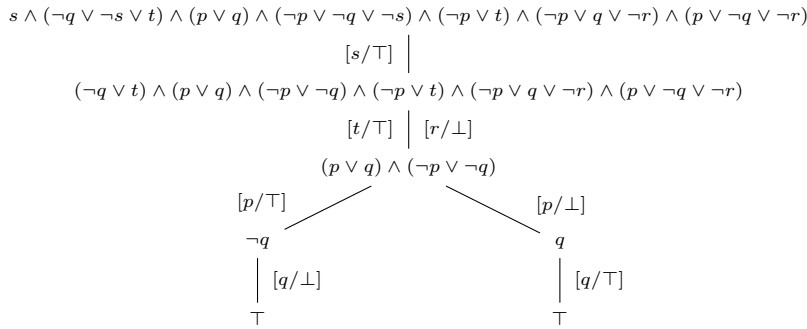 s ∧ (¬q ∨ ¬s ∨ t) ∧ (p ∨ q) ∧ (¬p ∨ ¬q ∨ ¬s) ∧ (¬p ∨ t) ∧ (¬p ∨ q ∨ ¬r) ∧ (p ∨ ¬q ∨ ¬r)
[s/⊤]
(¬q ∨ t) ∧ (p ∨ q) ∧ (¬p ∨ ¬q) ∧ (¬p ∨ t) ∧ (¬p ∨ q ∨ ¬r) ∧ (p ∨ ¬q ∨ ¬r)
[t/⊤] [r/⊥]
(p ∨ q) ∧ (¬p ∨ ¬q)
[p/⊤] [p/⊥]
¬q q
[q/⊥] [q/⊤]
⊤ ⊤